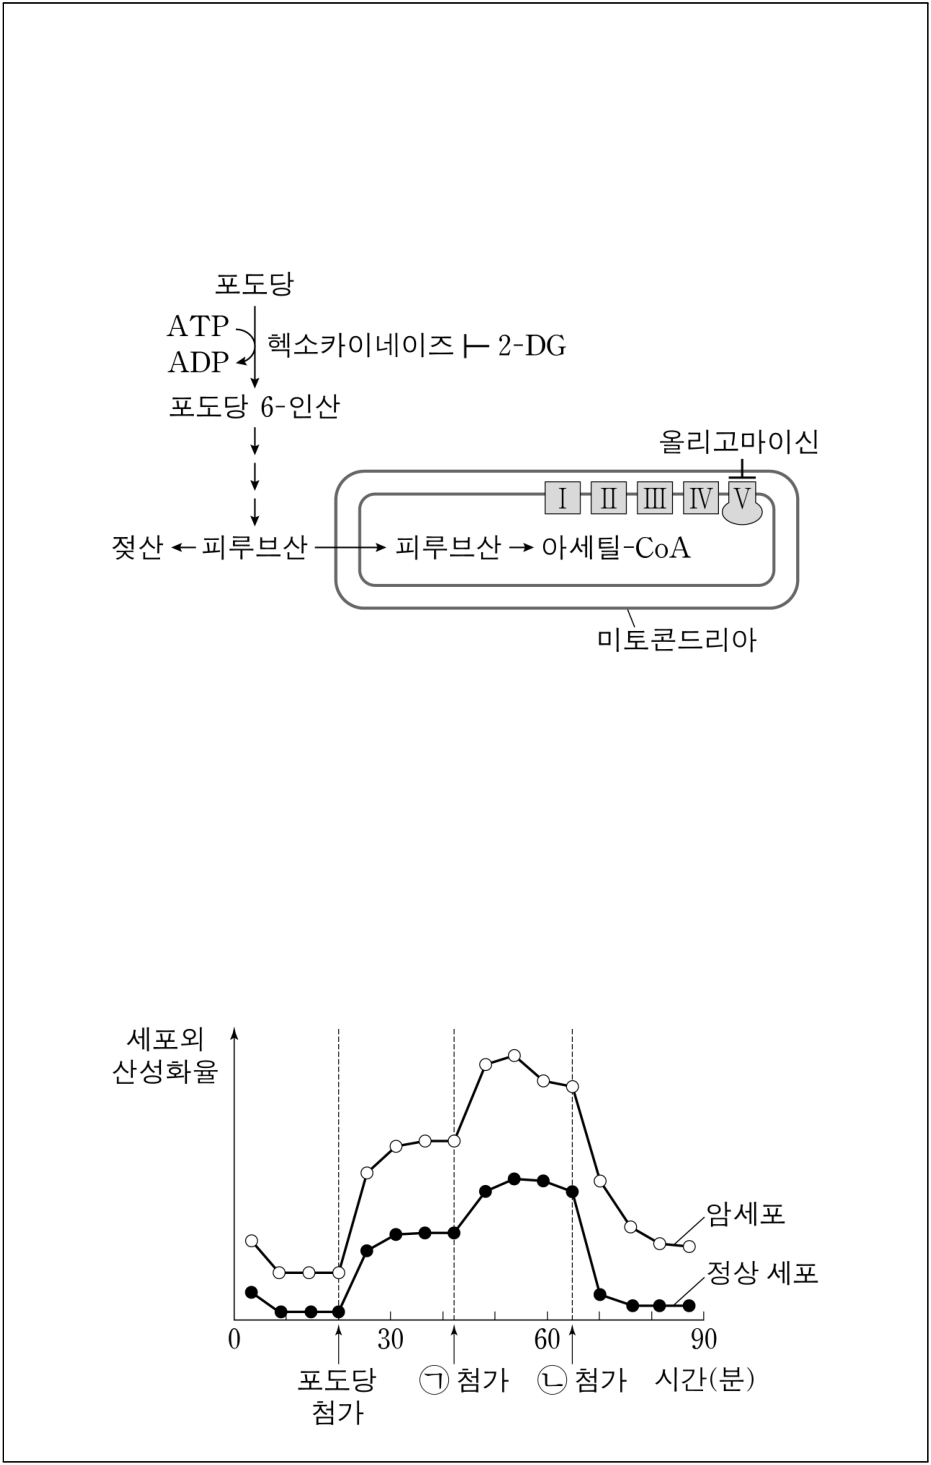 포도당
ATP
헥소카이네이즈 2-DG
ADP
포도당 6-인산
올리고마이신
Ⅰ Ⅱ Ⅲ Ⅳ Ⅴ
젖산 피루브산 피루브산 아세틸-CoA
미토콘드리아
세포외
산성화율
암세포
정상 세포
0 30 60 90
포도당 ㉠ 첨가 ㉡ 첨가 시간(분)
첨가